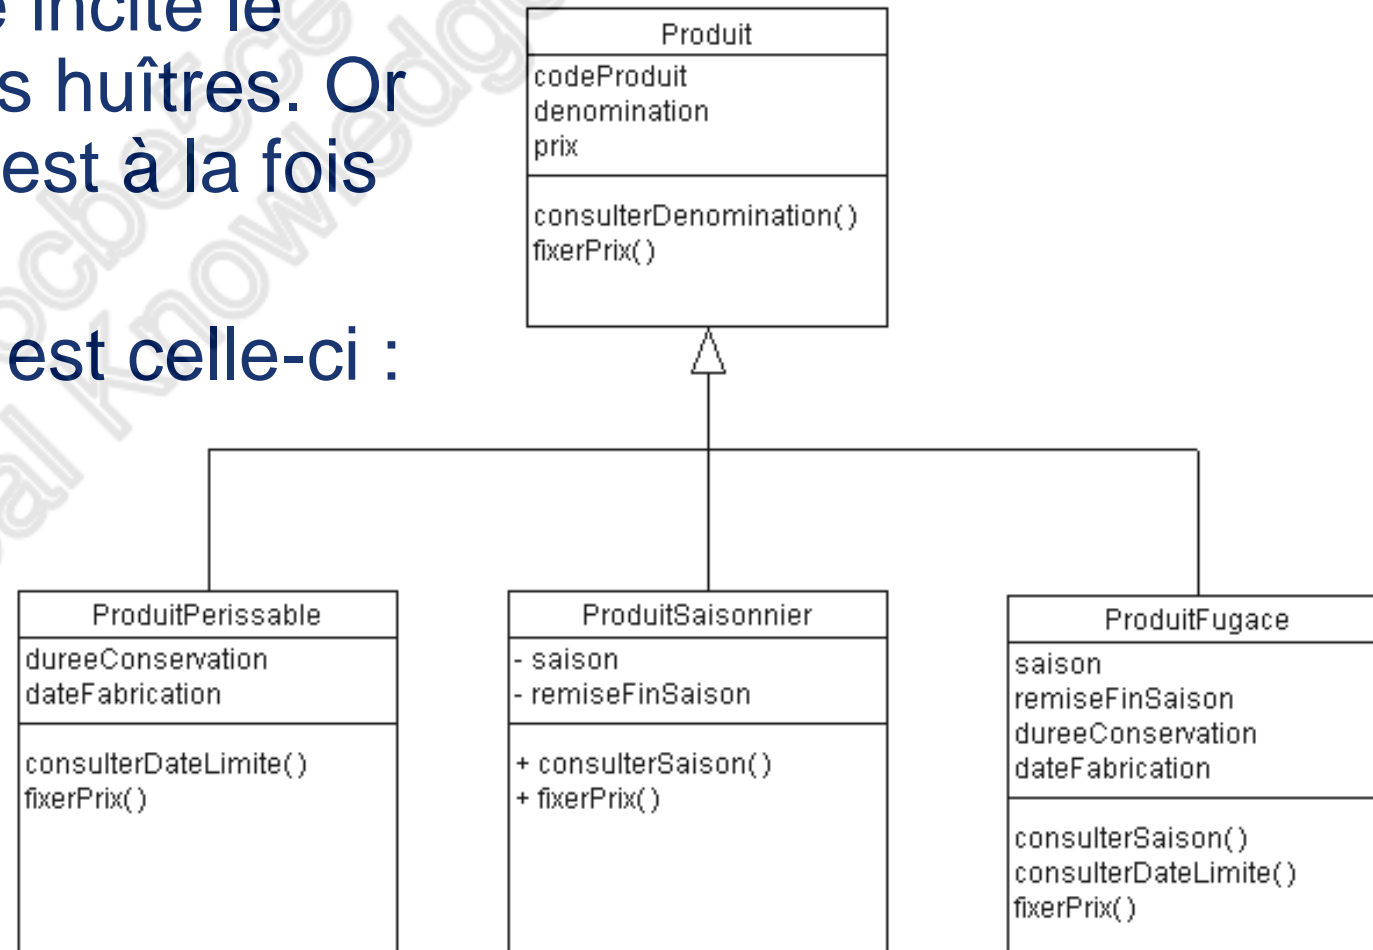 e incité le
s huîtres. Or
est à la fois
est celle-ci :
Produit
codeProduit
denomination
prix
consulterDenomination()
fixerPrix()
ProduitPerissable
dureeConservation
dateFabrication
consulterDateLimite()
fixerPrix()
ProduitSaisonnier
- saison
- remiseFinSaison
+ consulterSaison()
+ fixerPrix()
ProduitFugace
saison
remiseFinSaison
dureeConservation
dateFabrication
consulterSaison()
consulterDateLimite()
fixerPrix()